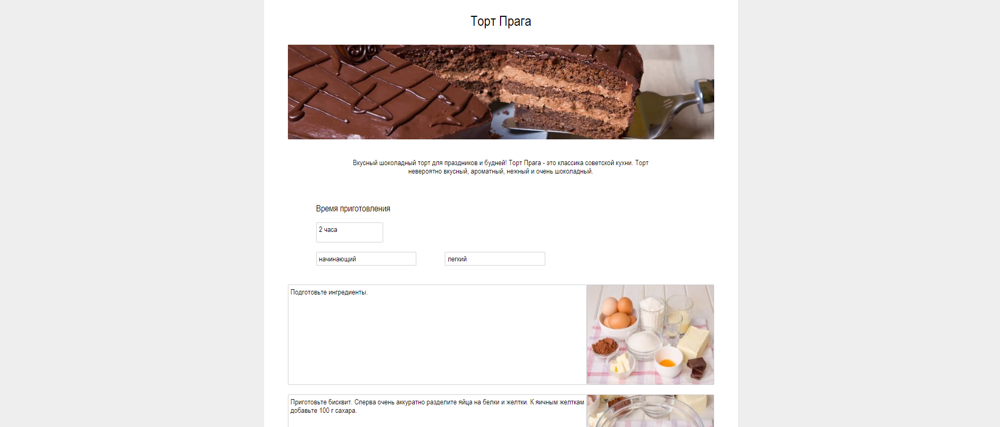 Торт Прага
Вкусный шоколадный торт для праздников и будней! Торт Прага - это классика советской кухни. Торт
невероятно вкусный, ароматный, нежный и очень шоколадный.
Время приготовления
2 часа
начинающий
легкий
Подготовьте ингредиенты.
Приготовьте бисквит. Сперва очень аккуратно разделите яйца на белки и желтки. К яичным желткам
добавьте 100 г сахара.